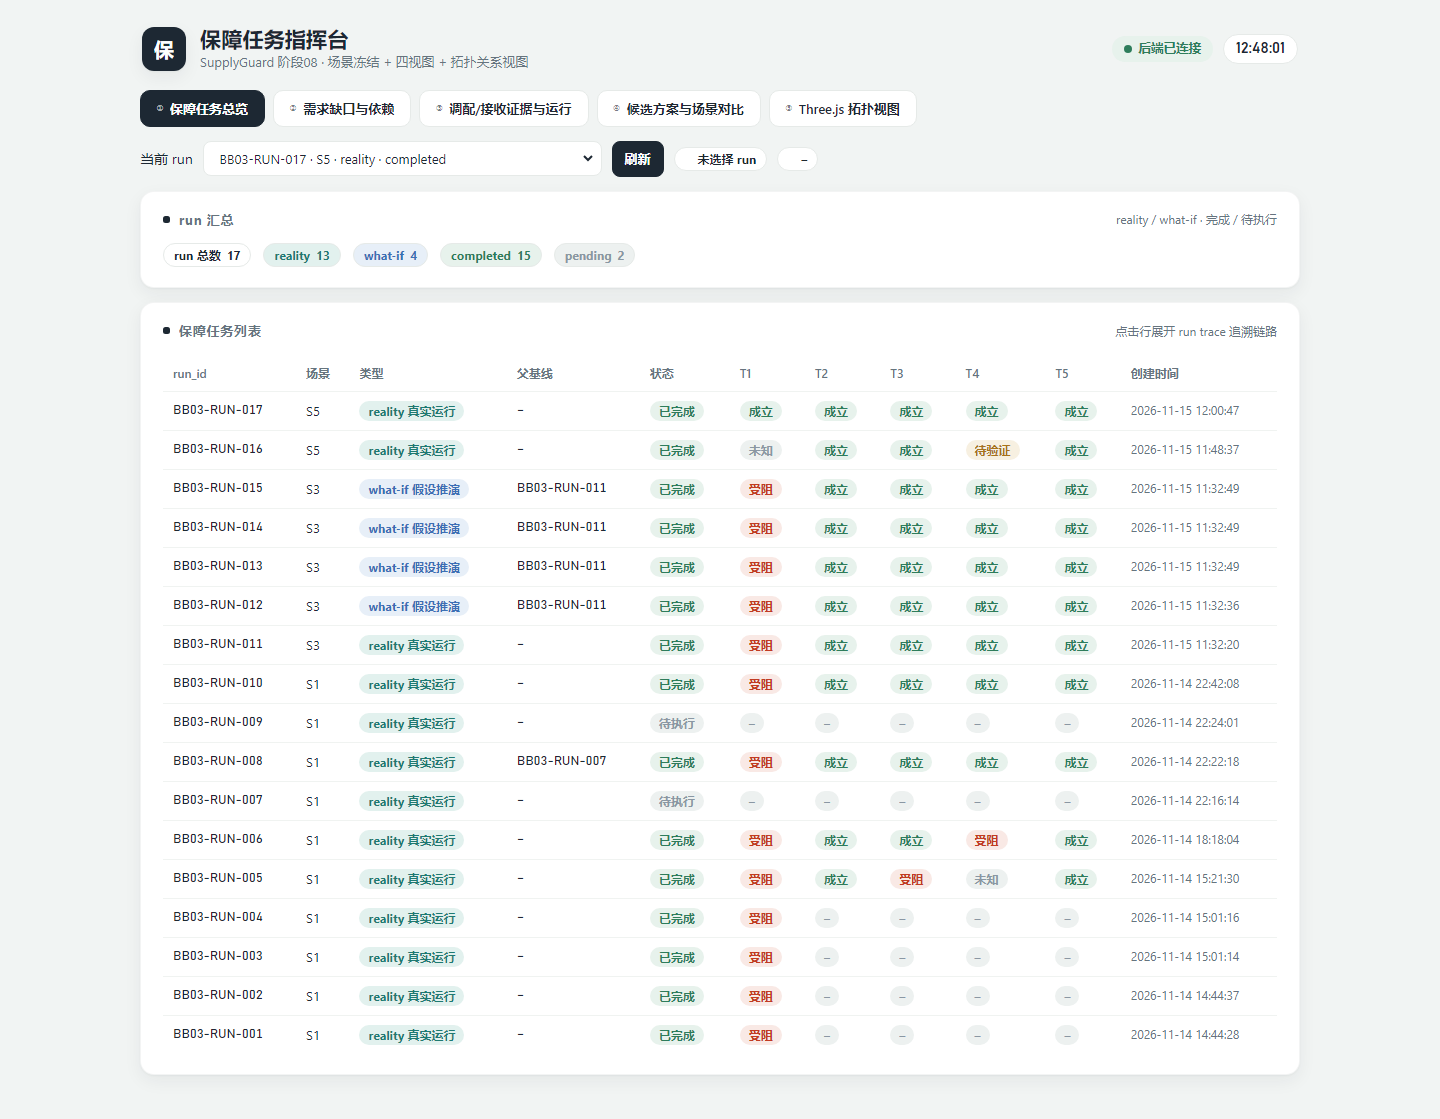 保
保障任务指挥台
SupplyGuard 阶段08 · 场景冻结 + 四视图 + 拓扑关系视图
后端已连接
12:48:01
保障任务总览
需求缺口与依赖
调配/接收证据与运行
候选方案与场景对比
Three.js 拓扑视图
当前 run
BB03-RUN-017 · S5 · reality · completed
刷新
未选择 run
–
run 汇总
reality / what-if · 完成 / 待执行
run 总数 17
reality 13
what-if 4
completed 15
pending 2
保障任务列表
点击行展开 run trace 追溯链路
run_id 场景 类型 父基线 状态 T1 T2 T3 T4 T5 创建时间
BB03-RUN-017 S5 reality 真实运行 – 已完成 成立 成立 成立 成立 成立 2026-11-15 12:00:47
BB03-RUN-016 S5 reality 真实运行 – 已完成 未知 成立 成立 待验证 成立 2026-11-15 11:48:37
BB03-RUN-015 S3 what-if 假设推演 BB03-RUN-011 已完成 受阻 成立 成立 成立 成立 2026-11-15 11:32:49
BB03-RUN-014 S3 what-if 假设推演 BB03-RUN-011 已完成 受阻 成立 成立 成立 成立 2026-11-15 11:32:49
BB03-RUN-013 S3 what-if 假设推演 BB03-RUN-011 已完成 受阻 成立 成立 成立 成立 2026-11-15 11:32:49
BB03-RUN-012 S3 what-if 假设推演 BB03-RUN-011 已完成 受阻 成立 成立 成立 成立 2026-11-15 11:32:36
BB03-RUN-011 S3 reality 真实运行 – 已完成 受阻 成立 成立 成立 成立 2026-11-15 11:32:20
BB03-RUN-010 S1 reality 真实运行 – 已完成 受阻 成立 成立 成立 成立 2026-11-14 22:42:08
BB03-RUN-009 S1 reality 真实运行 – 待执行 – – – – – 2026-11-14 22:24:01
BB03-RUN-008 S1 reality 真实运行 BB03-RUN-007 已完成 受阻 成立 成立 成立 成立 2026-11-14 22:22:18
BB03-RUN-007 S1 reality 真实运行 – 待执行 – – – – – 2026-11-14 22:16:14
BB03-RUN-006 S1 reality 真实运行 – 已完成 受阻 成立 成立 受阻 成立 2026-11-14 18:18:04
BB03-RUN-005 S1 reality 真实运行 – 已完成 受阻 成立 受阻 未知 成立 2026-11-14 15:21:30
BB03-RUN-004 S1 reality 真实运行 – 已完成 受阻 – – – – 2026-11-14 15:01:16
BB03-RUN-003 S1 reality 真实运行 – 已完成 受阻 – – – – 2026-11-14 15:01:14
BB03-RUN-002 S1 reality 真实运行 – 已完成 受阻 – – – – 2026-11-14 14:44:37
BB03-RUN-001 S1 reality 真实运行 – 已完成 受阻 – – – – 2026-11-14 14:44:28